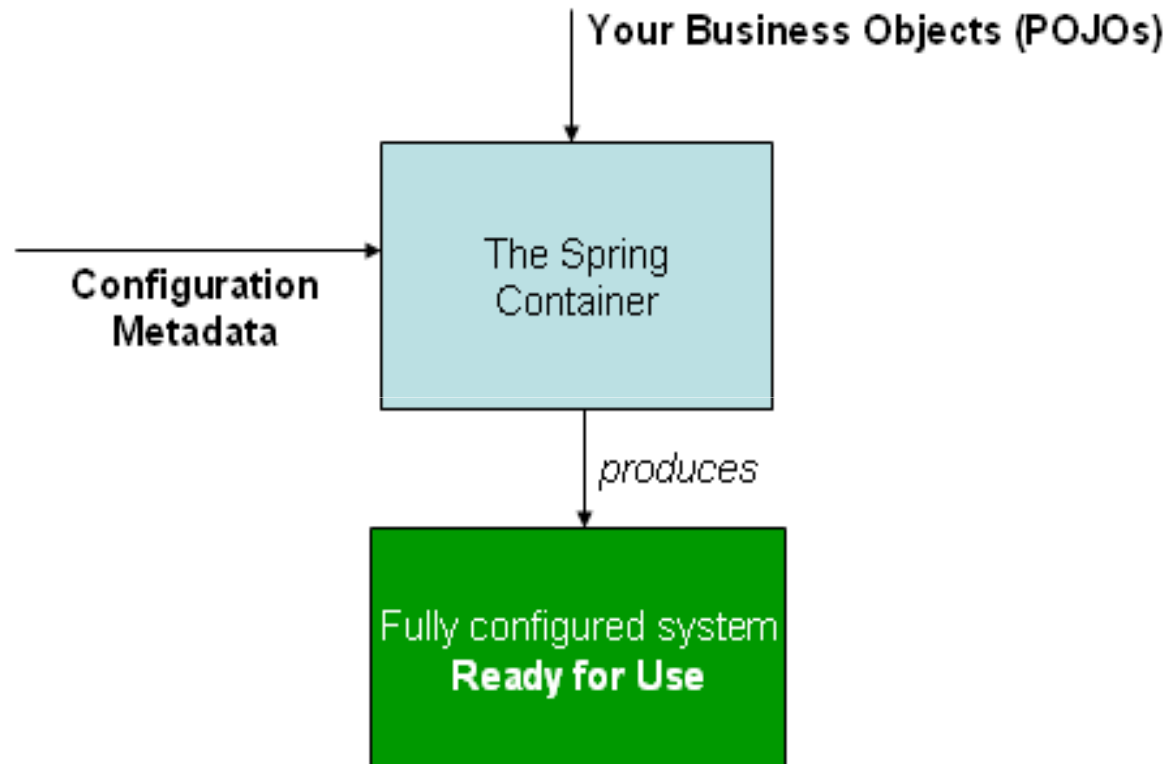 Your Business Objects (POJOs)
The Spring
Container
Configuration
Metadata
produces
Fully configured system
Ready for Use